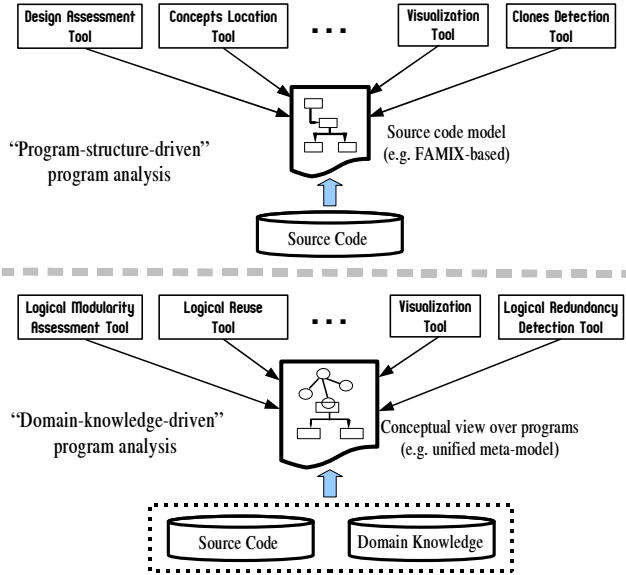 Design Assessment
Tool
Concepts Location
Tool
...
Visualization
Tool
Clones Detection
Tool
“Program-structure-driven”
program analysis
Source code model
(e.g. FAMIX-based)
Source Code
Logical Modularity
Assessment Tool
Logical Reuse
Tool
...
Visualization
Tool
Logical Redundancy
Detection Tool
“Domain-knowledge-driven”
program analysis
Conceptual view over programs
(e.g. unified meta-model)
Source Code
Domain Knowledge